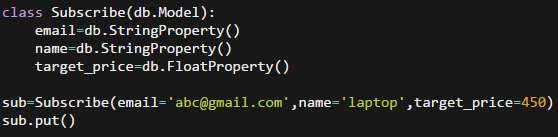 class Subscribe(db.Model):
    email=db.StringProperty()
    name=db.StringProperty()
    target_price=db.FloatProperty()

sub=Subscribe(email='abc@gmail.com',name='laptop',target_price=450)
sub.put()